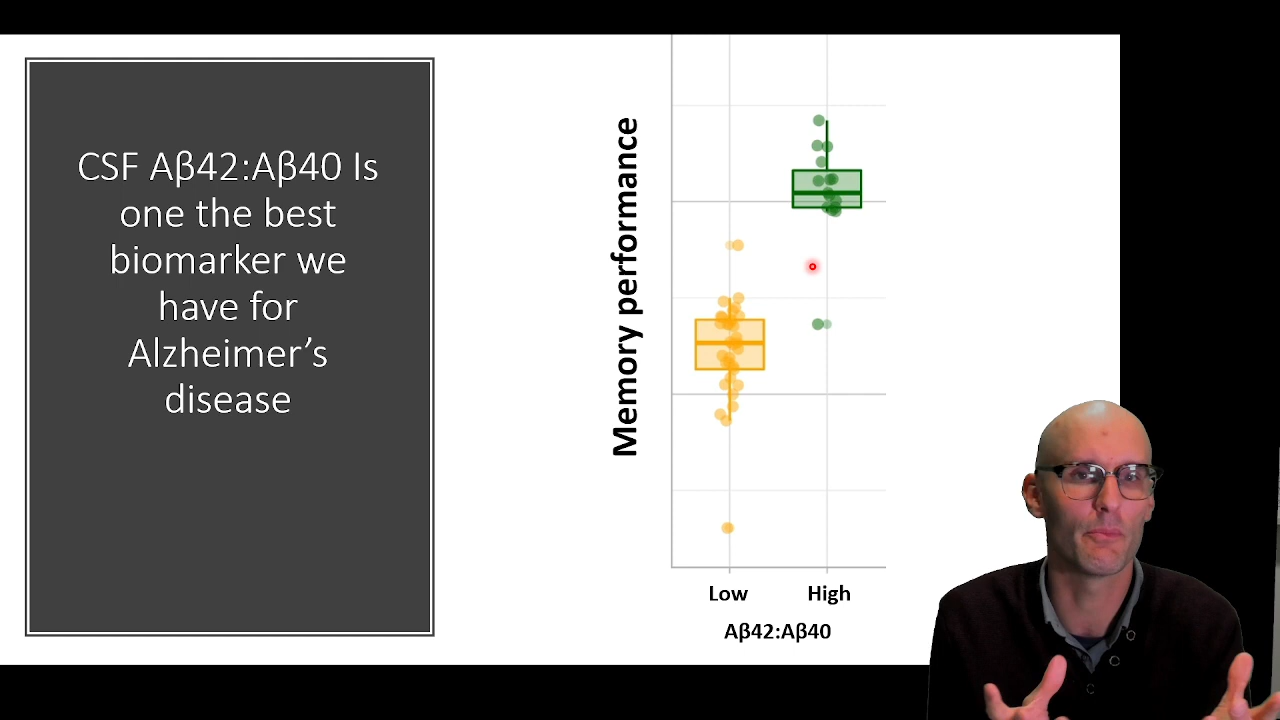 CSF Aβ42:Aβ40 Is
one the best
biomarker we
have for
Alzheimer’s
disease
Memory performance
Low
High
Aβ42:Aβ40